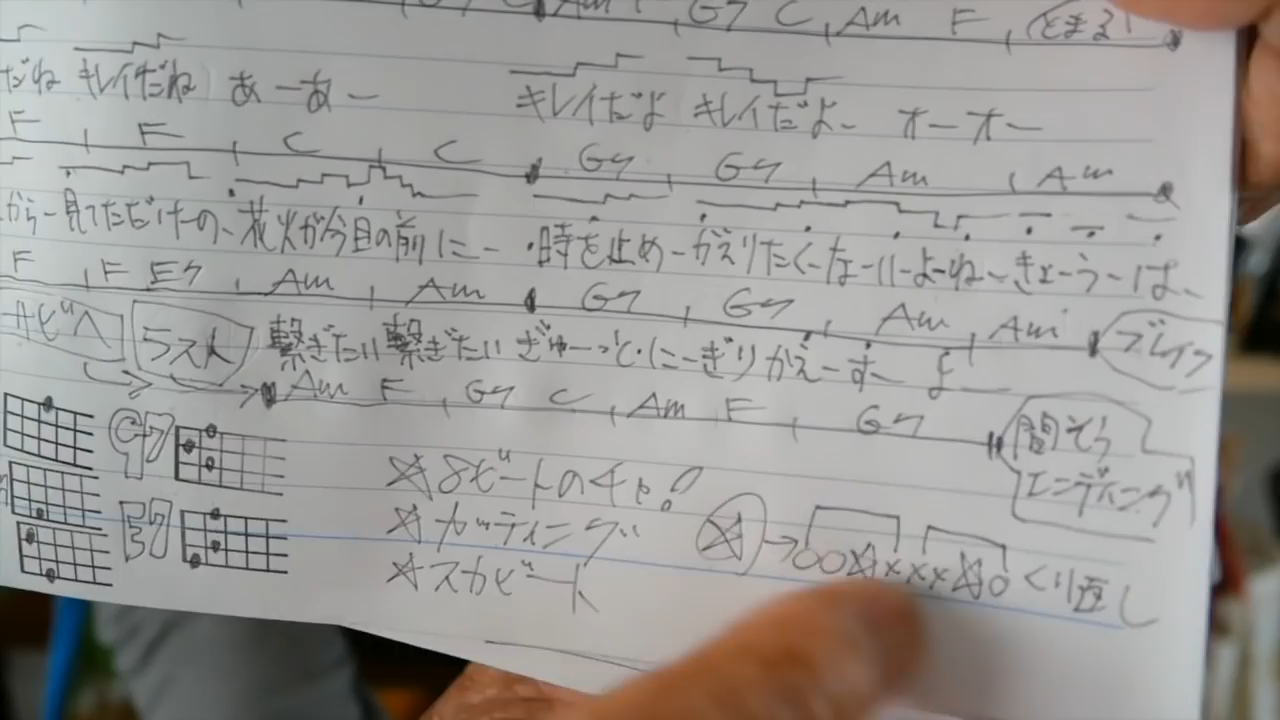 G7 C Am F とまる!
だね キレイだね あーあー キレイだよ キレイだよー オーオー
F F C C G7 G7 Am Am
からー見てただけの、花火が今目の前にー 時を止めーがえりたくーなーいーよーねーきょーうーは、
F F E7 Am Am G7 G7 Am Am ブレイク
サビへ ラスト 繋ぎたい繋ぎたい ぎゅーっと にーぎりかえーすー よ
Am F G7 C Am F G7 間そう
エンディング
G7 ☆8ビートのチャ!
E7 ☆カッティング ☆→○○☆×××☆○ くり返し
☆スカビート